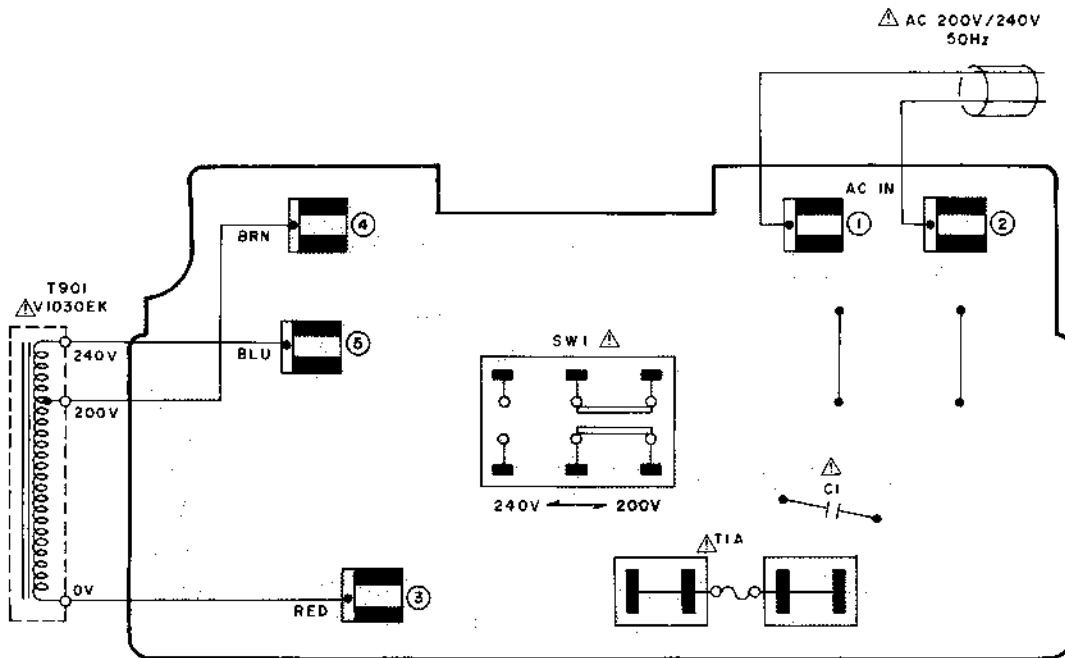 ⚠ AC 200V/240V
50Hz
AC IN
BRN
④
①
②
T901
⚠V1030EK
240V
BLU
⑤
SW1 ⚠
200V
240V ⟷ 200V
⚠
C1
⚠T1A
0V
RED
③